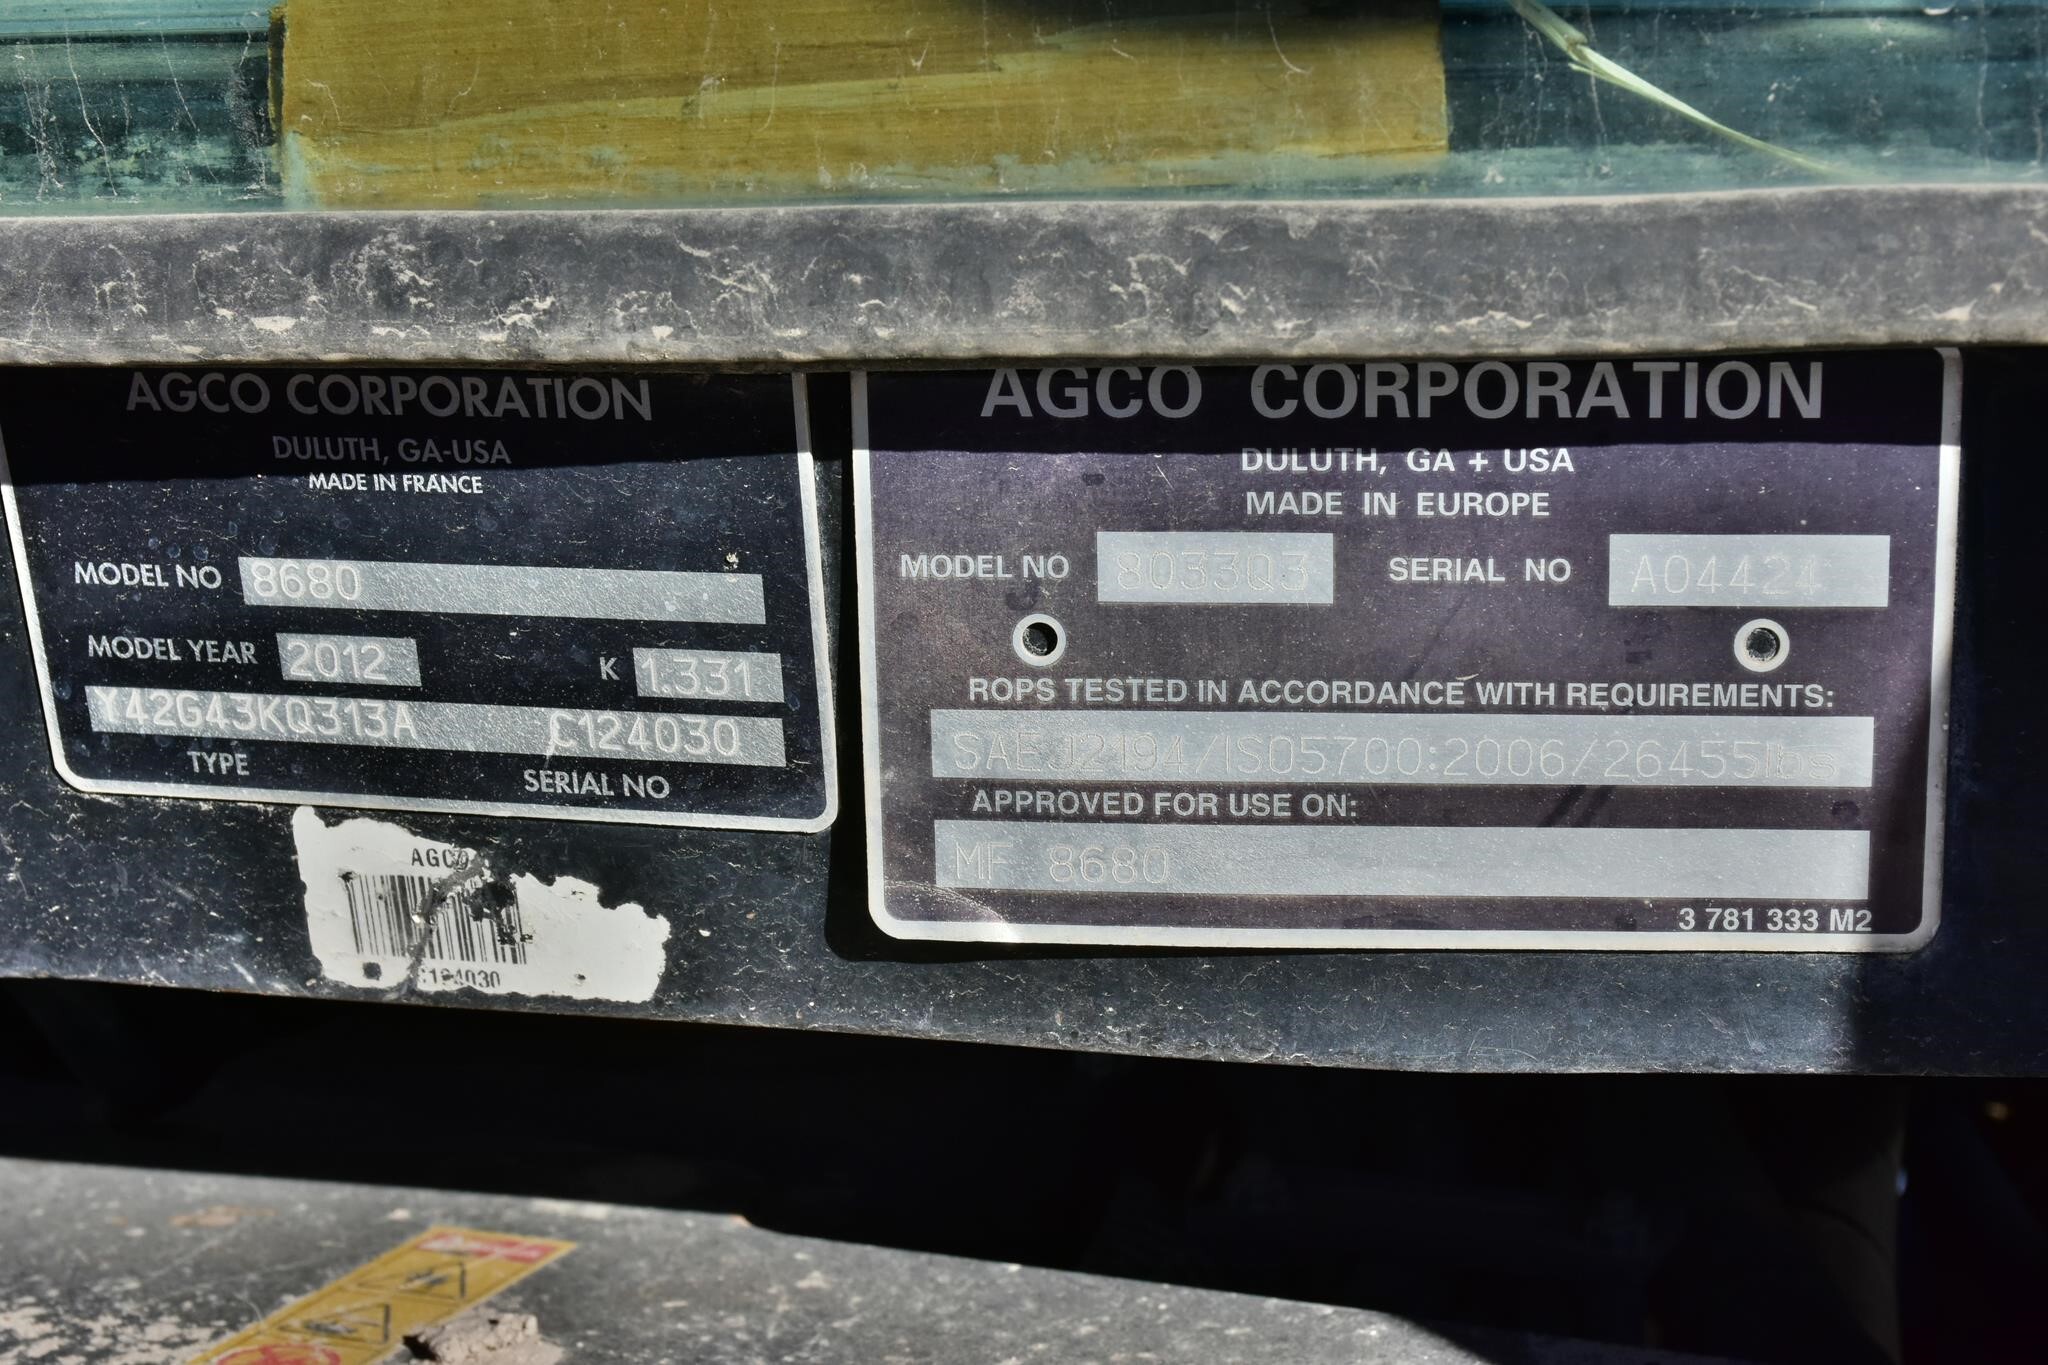 AGCO CORPORATION
DULUTH, GA-USA
MADE IN FRANCE
MODEL NO 8680
MODEL YEAR 2012 K 1.331
Y42G43KQ313A C124030
TYPE SERIAL NO
AGCO
C124030
AGCO CORPORATION
DULUTH, GA + USA
MADE IN EUROPE
MODEL NO 8033Q3 SERIAL NO A04424
ROPS TESTED IN ACCORDANCE WITH REQUIREMENTS:
SAEJ2194/ISO5700:2006/26455lbs
APPROVED FOR USE ON:
MF 8680
3 781 333 M2